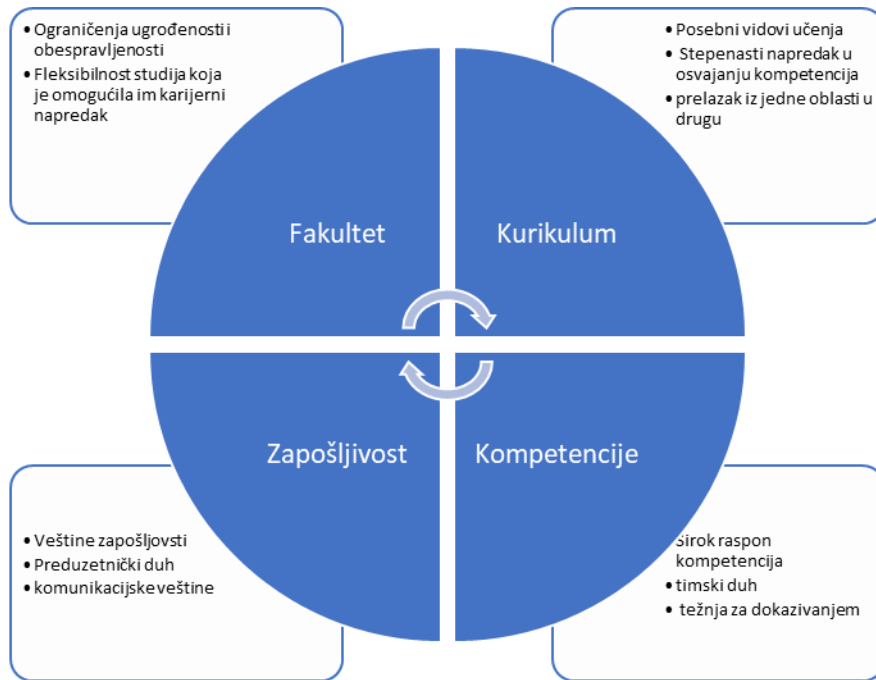 • Ograničenja ugrođenosti i
obespravljenosti
• Fleksibilnost studija koja
je omogućila im karijerni
napredak
• Posebni vidovi učenja
• Stepenasti napredak u
osvajanju kompetencija
• prelazak iz jedne oblasti u
drugu
Fakultet
Kurikulum
Zapošljivost
Kompetencije
• Veštine zapošljovsti
• Preduzetnički duh
• komunikacijske veštine
Širok raspon
kompetencija
• timski duh
• težnja za dokazivanjem